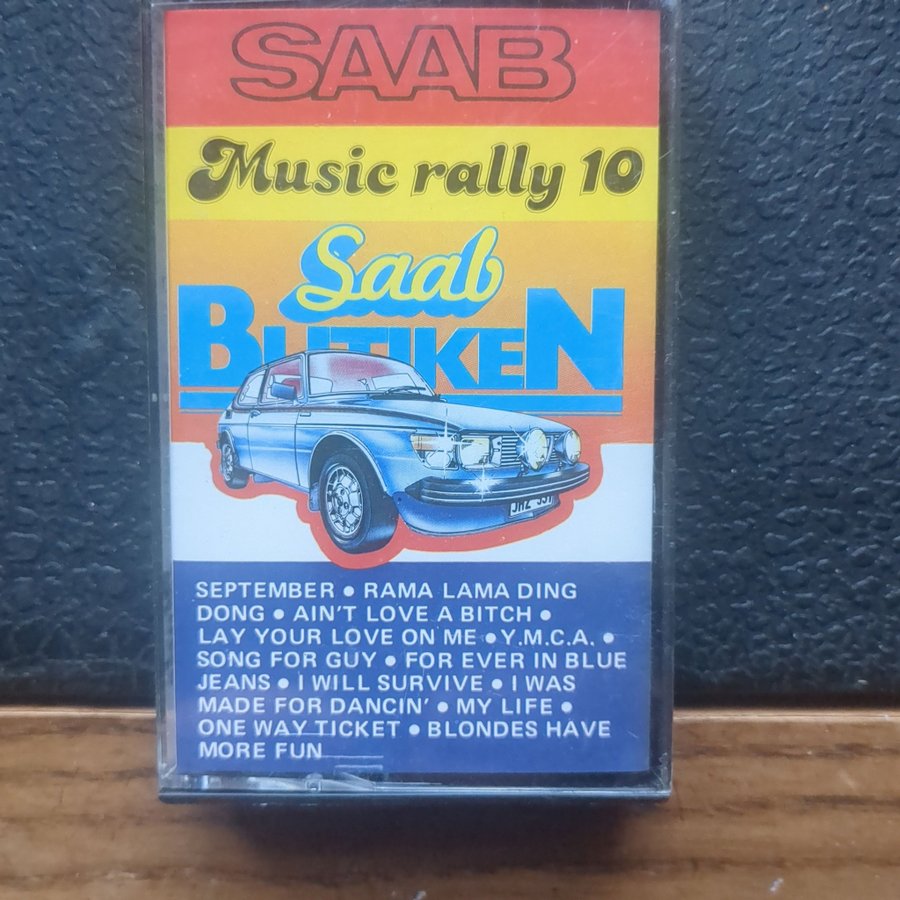 SAAB
Music rally 10
Saab
BUTIKEN
SEPTEMBER • RAMA LAMA DING
DONG • AIN'T LOVE A BITCH •
LAY YOUR LOVE ON ME • Y.M.C.A. •
SONG FOR GUY • FOR EVER IN BLUE
JEANS • I WILL SURVIVE • I WAS
MADE FOR DANCIN' • MY LIFE •
ONE WAY TICKET • BLONDES HAVE
MORE FUN